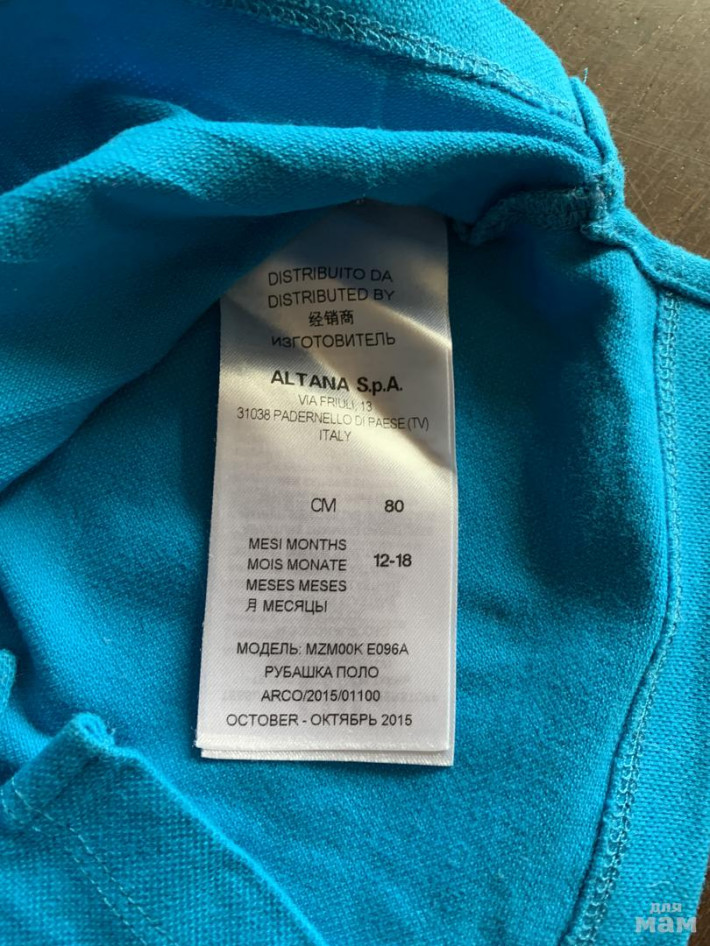 DISTRIBUITO DA
DISTRIBUTED BY
经销商
ИЗГОТОВИТЕЛЬ
ALTANA S.p.A.
VIA FRIULI, 13
31038 PADERNELLO DI PAESE (TV)
ITALY
CM 80
MESI MONTHS
MOIS MONATE 12-18
MESES MESES
月 МЕСЯЦЫ
МОДЕЛЬ: MZM00K E096A
РУБАШКА ПОЛО
ARCO/2015/01100
OCTOBER - ОКТЯБРЬ 2015
для
мам